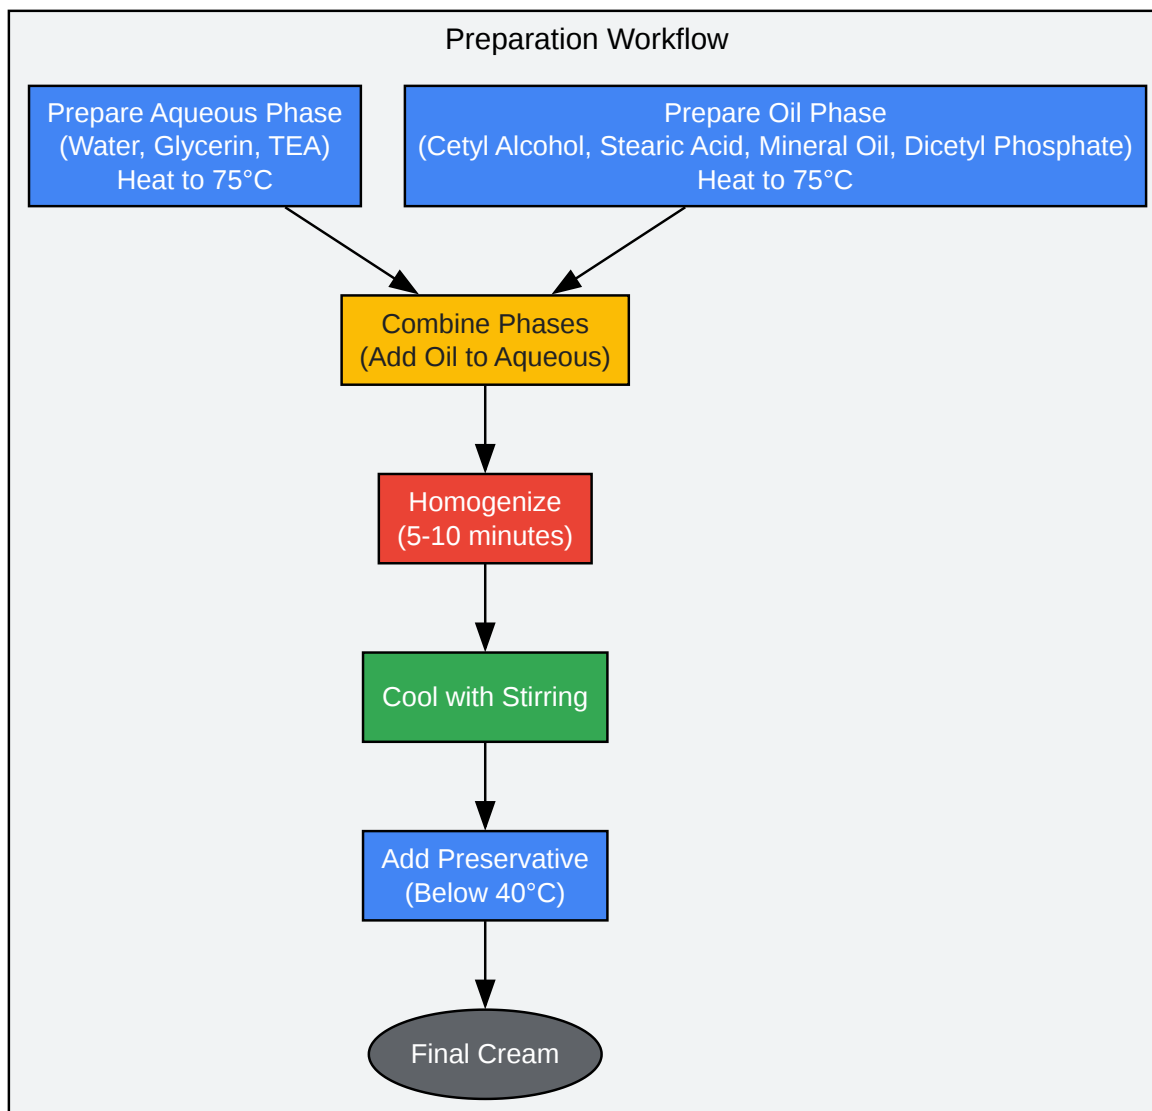 Preparation Workflow
Prepare Aqueous Phase
(Water, Glycerin, TEA)
Heat to 75°C
Prepare Oil Phase
(Cetyl Alcohol, Stearic Acid, Mineral Oil, Dicetyl Phosphate)
Heat to 75°C
Combine Phases
(Add Oil to Aqueous)
Homogenize
(5-10 minutes)
Cool with Stirring
Add Preservative
(Below 40°C)
Final Cream